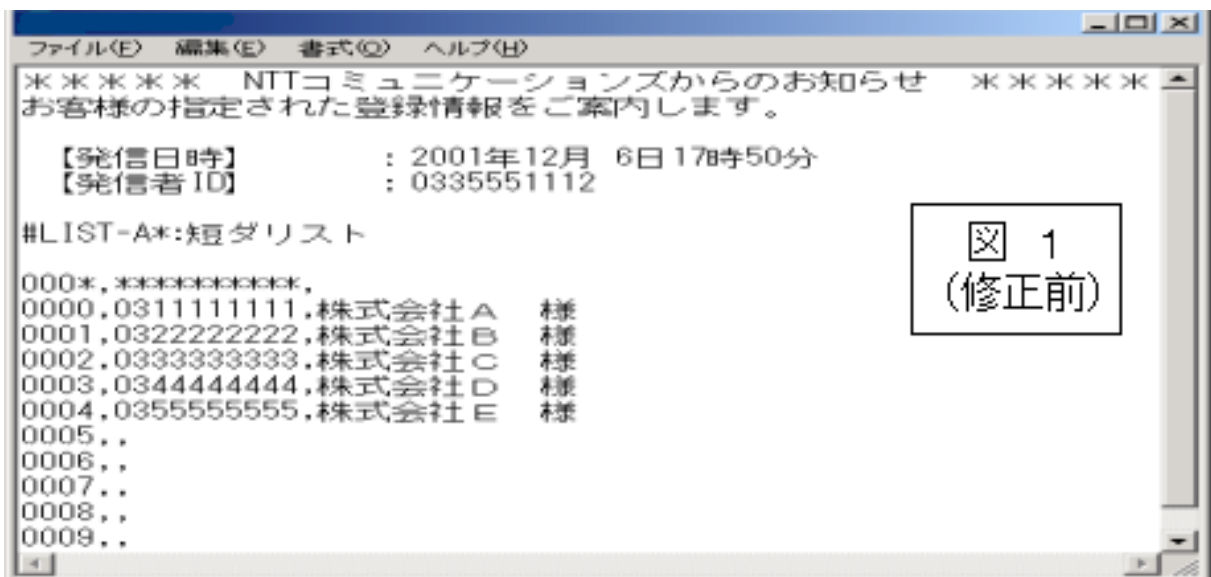 ファイル(F) 編集(E) 書式(O) ヘルプ(H)
***** NTTコミュニケーションズからのお知らせ *****
お客様の指定された登録情報をご案内します。
【発信日時】 : 2001年12月 6日17時50分
【発信者ID】 : 0335551112
#LIST-A*:短ダリスト
000*,***********,
0000,0311111111,株式会社A 様
0001,0322222222,株式会社B 様
0002,0333333333,株式会社C 様
0003,0344444444,株式会社D 様
0004,0355555555,株式会社E 様
0005,,
0006,,
0007,,
0008,,
0009,,
図 1
(修正前)